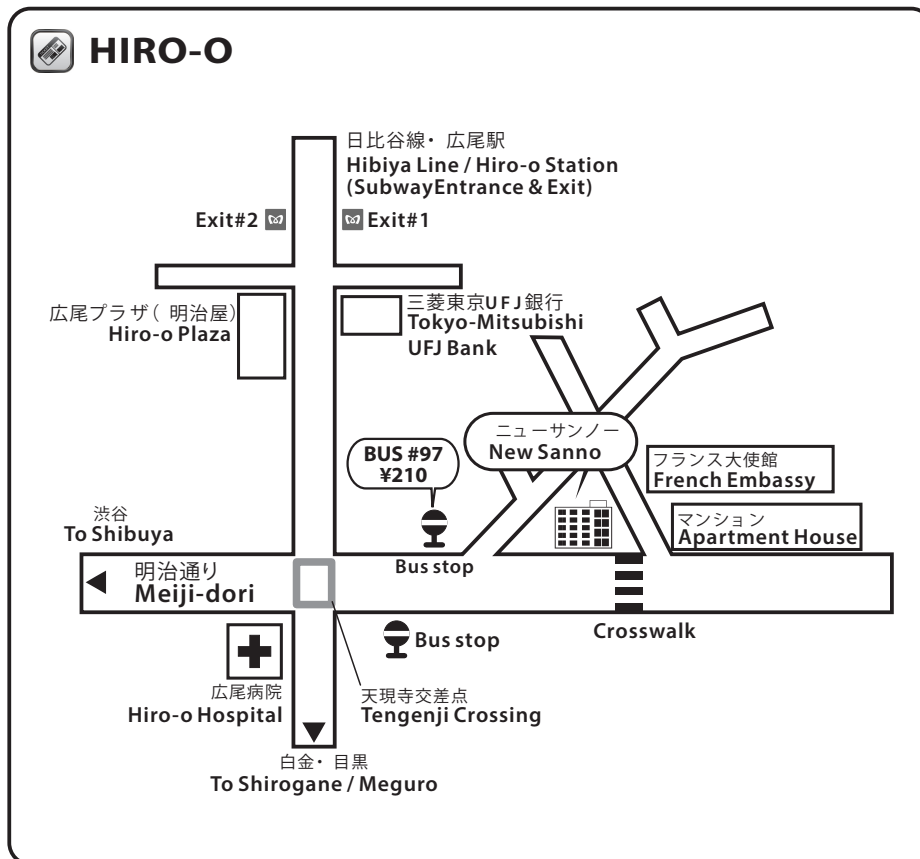 HIRO-O
日比谷線・広尾駅
Hibiya Line / Hiro-o Station
(SubwayEntrance & Exit)
Exit#2
Exit#1
広尾プラザ(明治屋)
Hiro-o Plaza
三菱東京UFJ銀行
Tokyo-Mitsubishi
UFJ Bank
ニューサンノー
New Sanno
BUS #97
¥210
フランス大使館
French Embassy
マンション
Apartment House
渋谷
To Shibuya
Bus stop
明治通り
Meiji-dori
Bus stop
Crosswalk
広尾病院
Hiro-o Hospital
天現寺交差点
Tengenji Crossing
白金・目黒
To Shirogane / Meguro